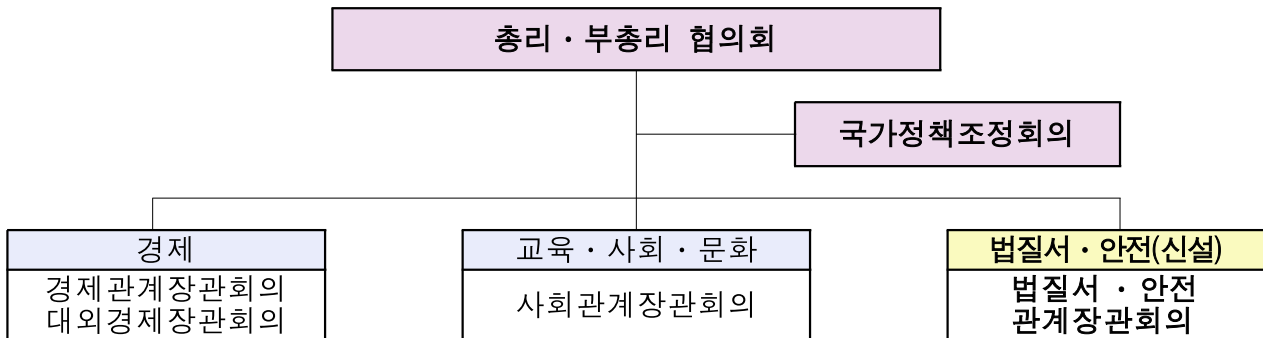 총리 · 부총리 협의회
국가정책조정회의
경제
경제관계장관회의
대외경제장관회의
교육 · 사회 · 문화
사회관계장관회의
법질서 · 안전(신설)
법질서 · 안전
관계장관회의